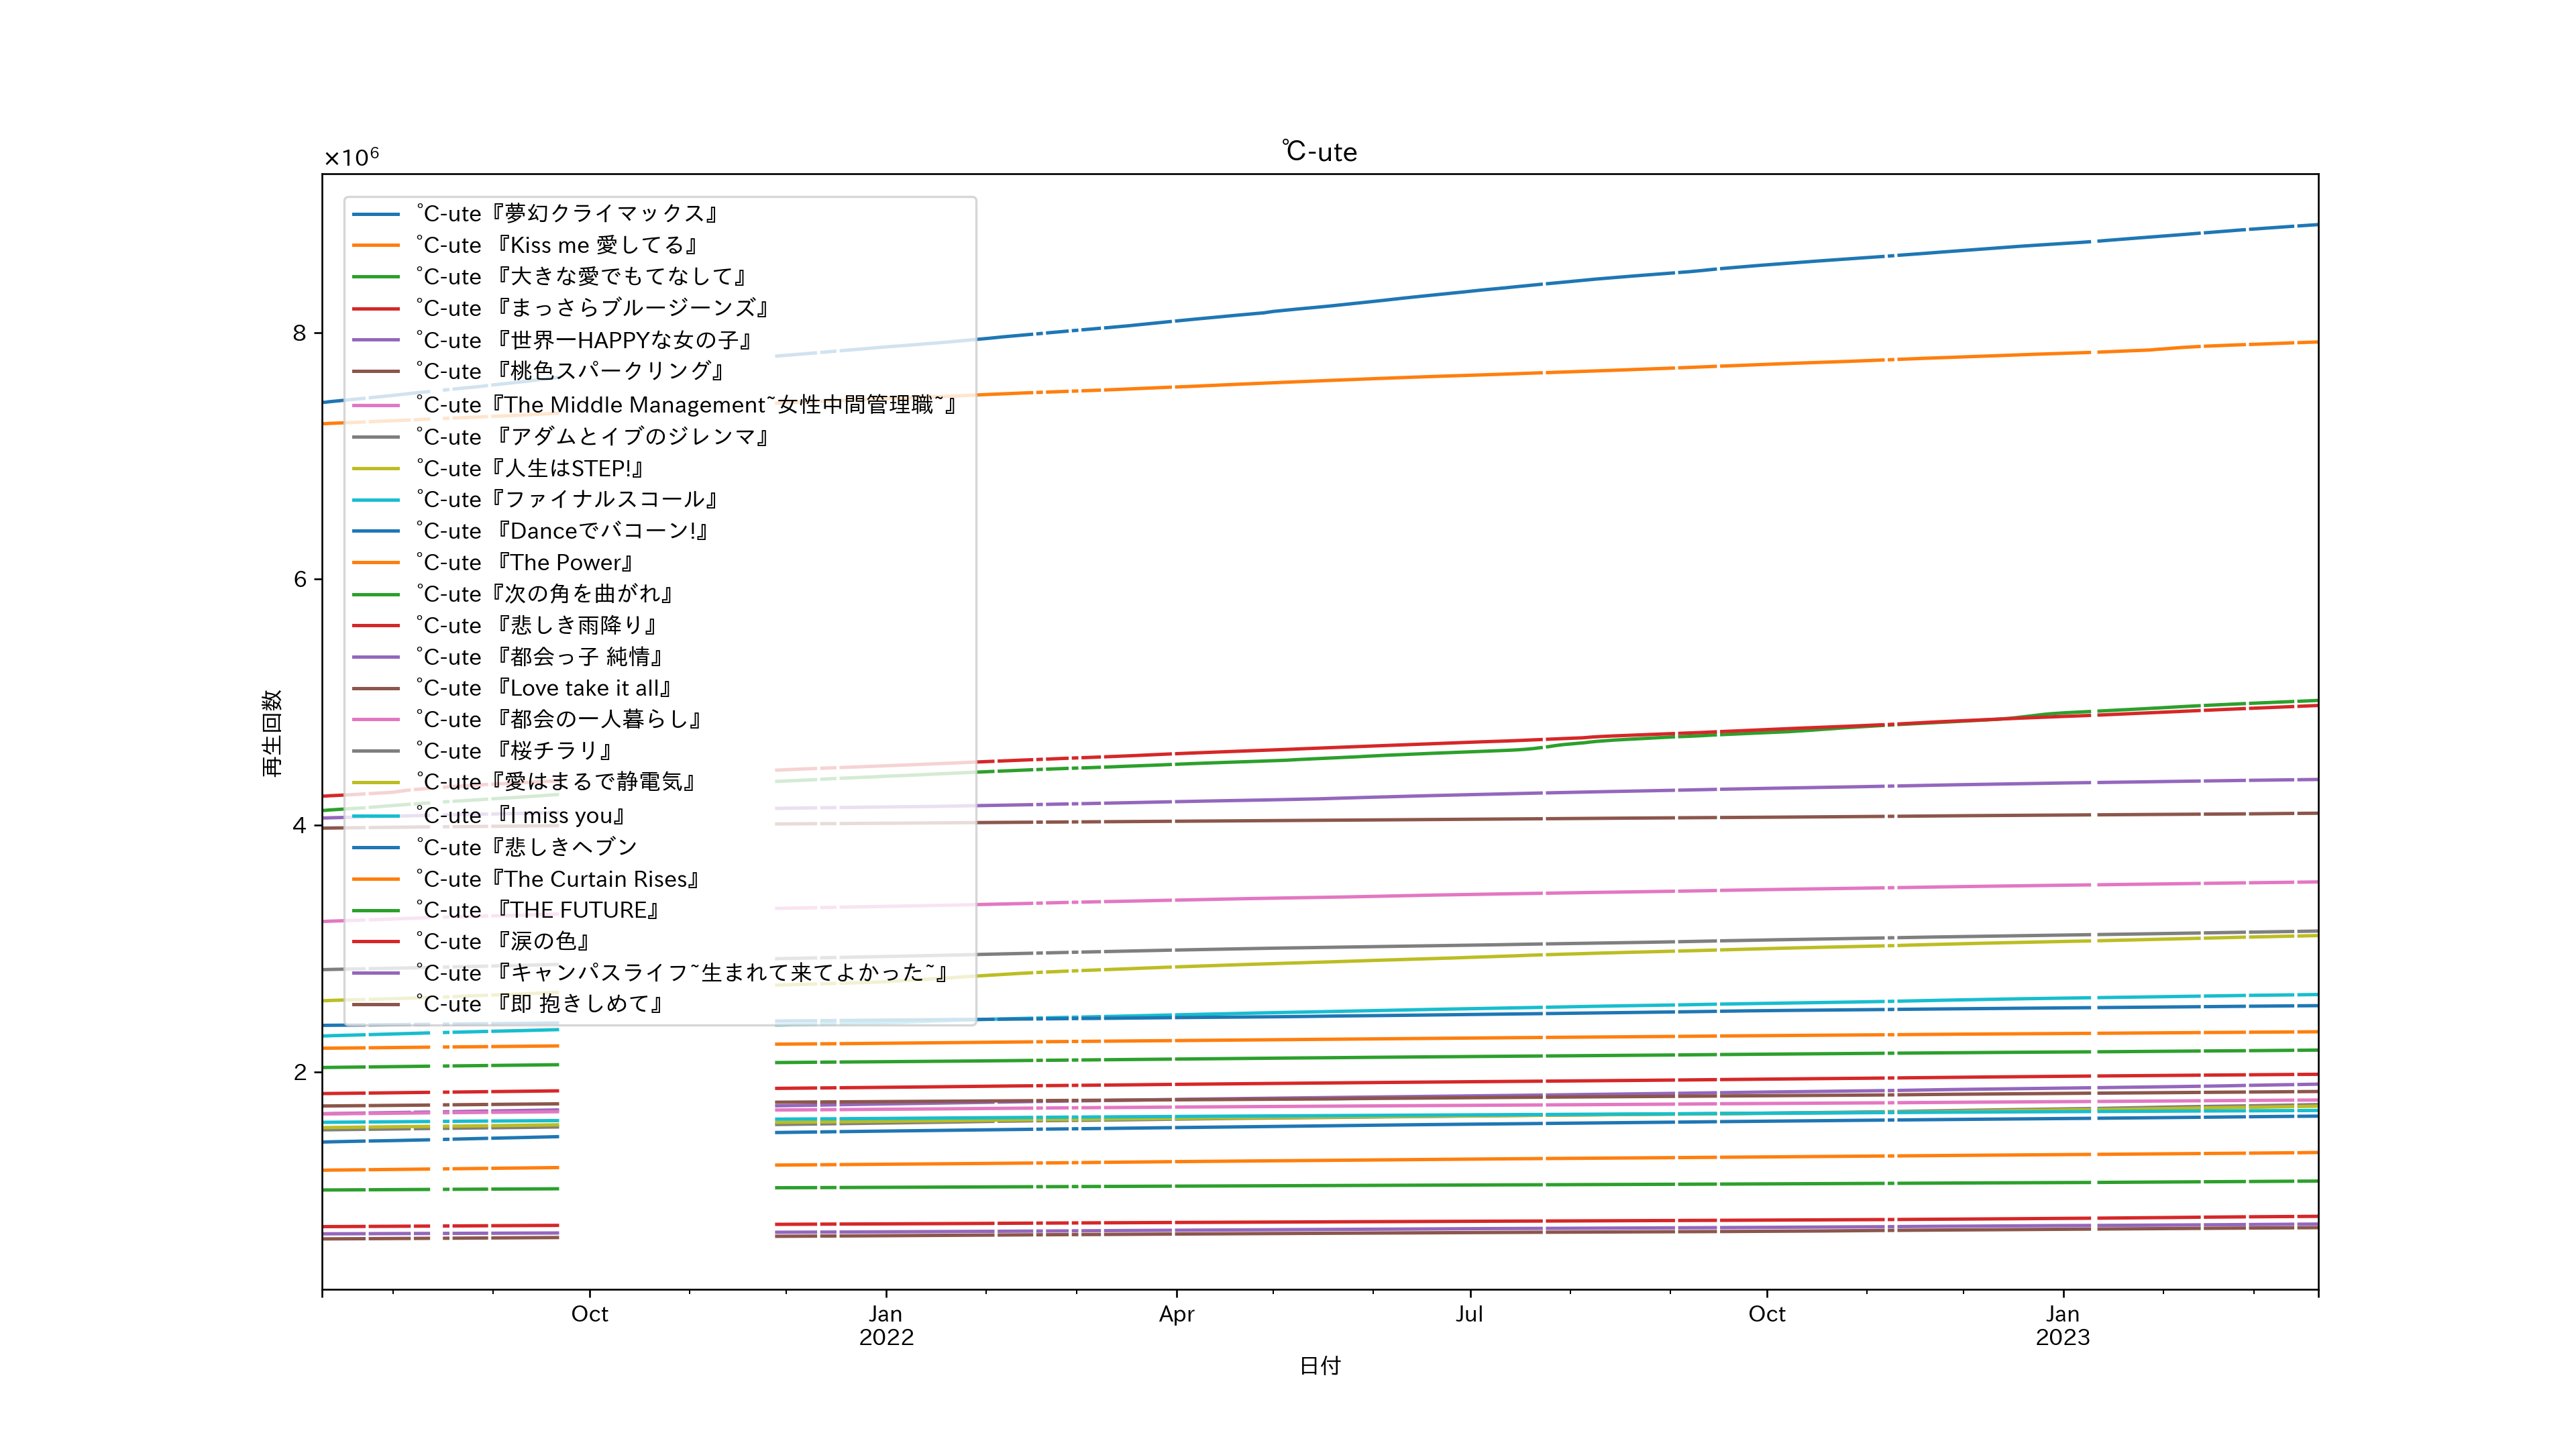 ℃-ute
×10⁶
℃-ute『夢幻クライマックス』
℃-ute 『Kiss me 愛してる』
℃-ute 『大きな愛でもてなして』
℃-ute 『まっさらブルージーンズ』
℃-ute 『世界一HAPPYな女の子』
℃-ute 『桃色スパークリング』
℃-ute『The Middle Management~女性中間管理職~』
℃-ute 『アダムとイブのジレンマ』
℃-ute『人生はSTEP!』
℃-ute『ファイナルスコール』
℃-ute 『Danceでバコーン!』
℃-ute 『The Power』
℃-ute『次の角を曲がれ』
℃-ute 『悲しき雨降り』
℃-ute 『都会っ子 純情』
℃-ute 『Love take it all』
℃-ute 『都会の一人暮らし』
℃-ute 『桜チラリ』
℃-ute『愛はまるで静電気』
℃-ute 『I miss you』
℃-ute『悲しきヘブン
℃-ute『The Curtain Rises』
℃-ute 『THE FUTURE』
℃-ute 『涙の色』
℃-ute 『キャンパスライフ~生まれて来てよかった~』
℃-ute 『即 抱きしめて』
8
6
4
2
再生回数
Oct
Jan
2022
Apr
Jul
Oct
Jan
2023
日付